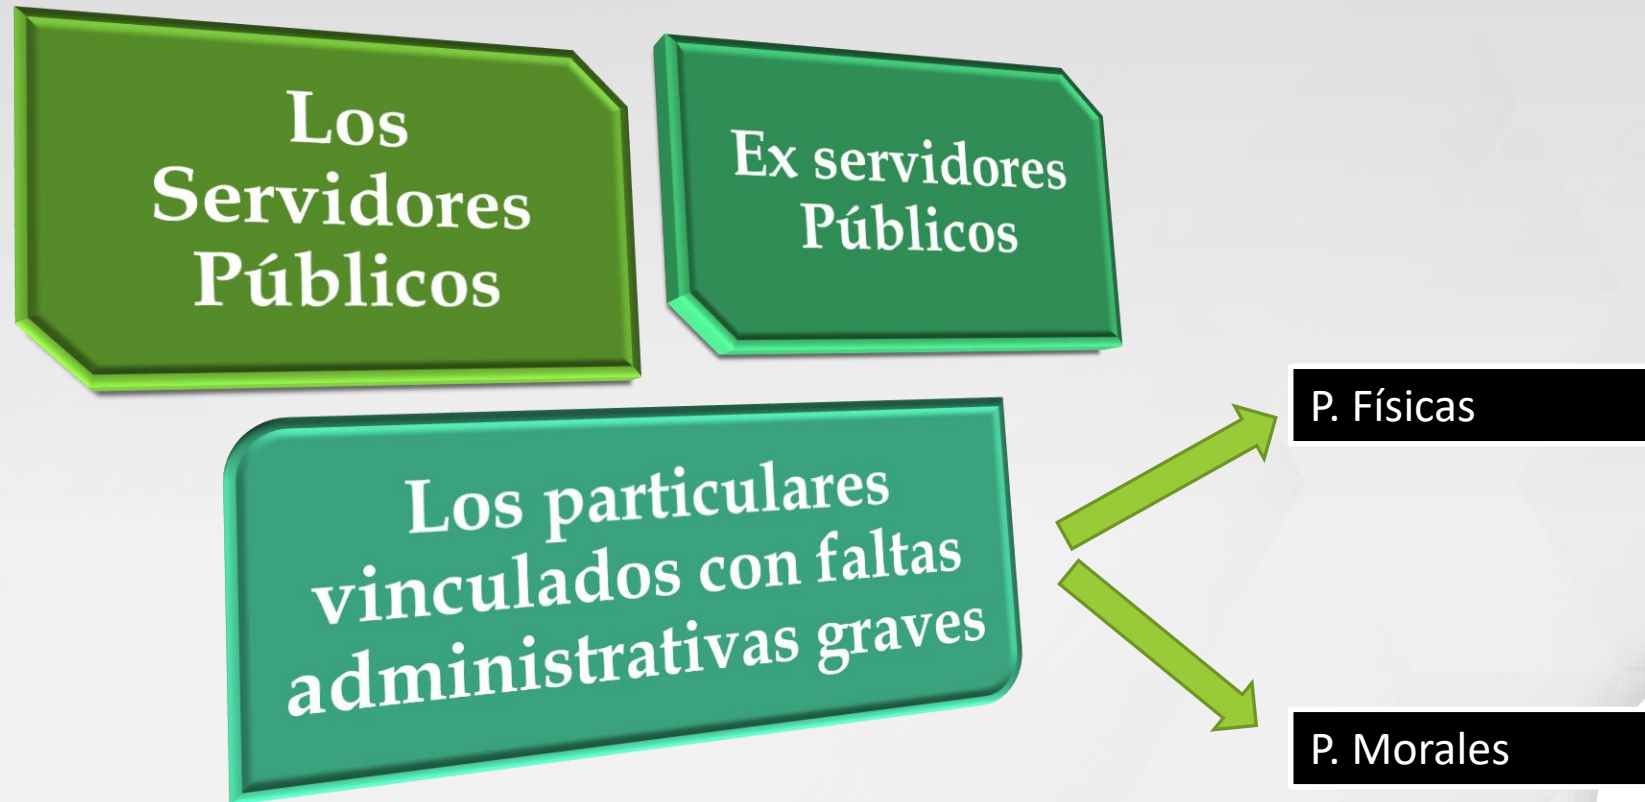 Los
Servidores
Públicos
Ex servidores
Públicos
Los particulares
vinculados con faltas
administrativas graves
P. Físicas
P. Morales